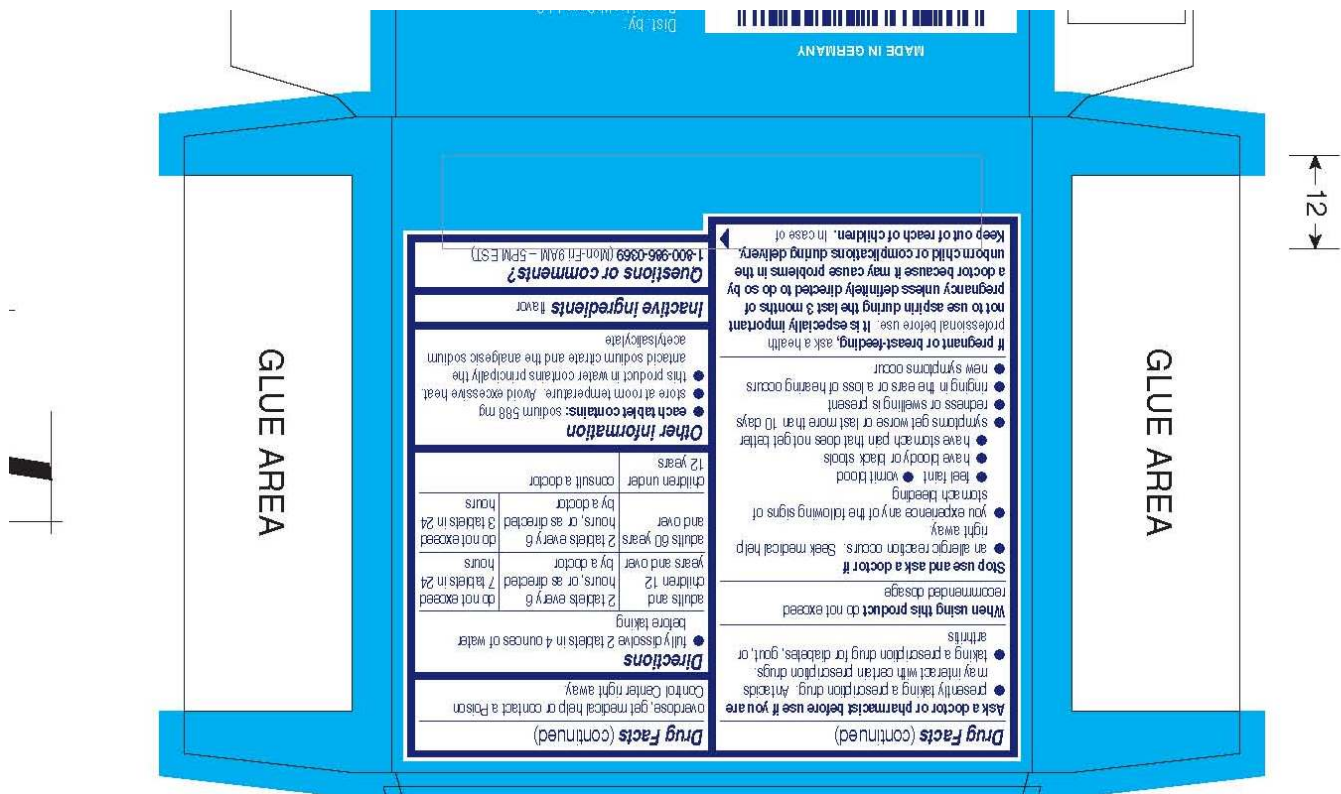 Drug Facts (continued)
Ask a doctor or pharmacist before use if you are
● presently taking a prescription drug. Antacids
may interact with certain prescription drugs.
● taking a prescription drug for diabetes, gout, or
arthritis
When using this product do not exceed
recommended dosage
Stop use and ask a doctor if
● an allergic reaction occurs. Seek medical help
right away.
● you experience any of the following signs of
stomach bleeding
● feel faint ● vomit blood
● have bloody or black stools
● have stomach pain that does not get better
● symptoms get worse or last more than 10 days
● redness or swelling is present
● ringing in the ears or a loss of hearing occurs
● new symptoms occur
If pregnant or breast-feeding, ask a health
professional before use. It is especially important
not to use aspirin during the last 3 months of
pregnancy unless definitely directed to do so by
a doctor because it may cause problems in the
unborn child or complications during delivery.
Keep out of reach of children. In case of
Drug Facts (continued)
overdose, get medical help or contact a Poison
Control Center right away.
Directions
● fully dissolve 2 tablets in 4 ounces of water
before taking
adults and children 12 years and over
2 tablets every 6 hours, or as directed by a doctor
do not exceed 7 tablets in 24 hours
adults 60 years and over
2 tablets every 6 hours, or as directed by a doctor
do not exceed 3 tablets in 24 hours
children under 12 years
consult a doctor
Other information
● each tablet contains: sodium 588 mg
● store at room temperature. Avoid excessive heat.
● this product in water contains principally the
antacid sodium citrate and the analgesic sodium
acetylsalicylate
Inactive ingredients flavor
Questions or comments?
1-800-986-0369 (Mon-Fri 9AM – 5PM EST)
MADE IN GERMANY
Dist. by:
GLUE AREA
GLUE AREA
12